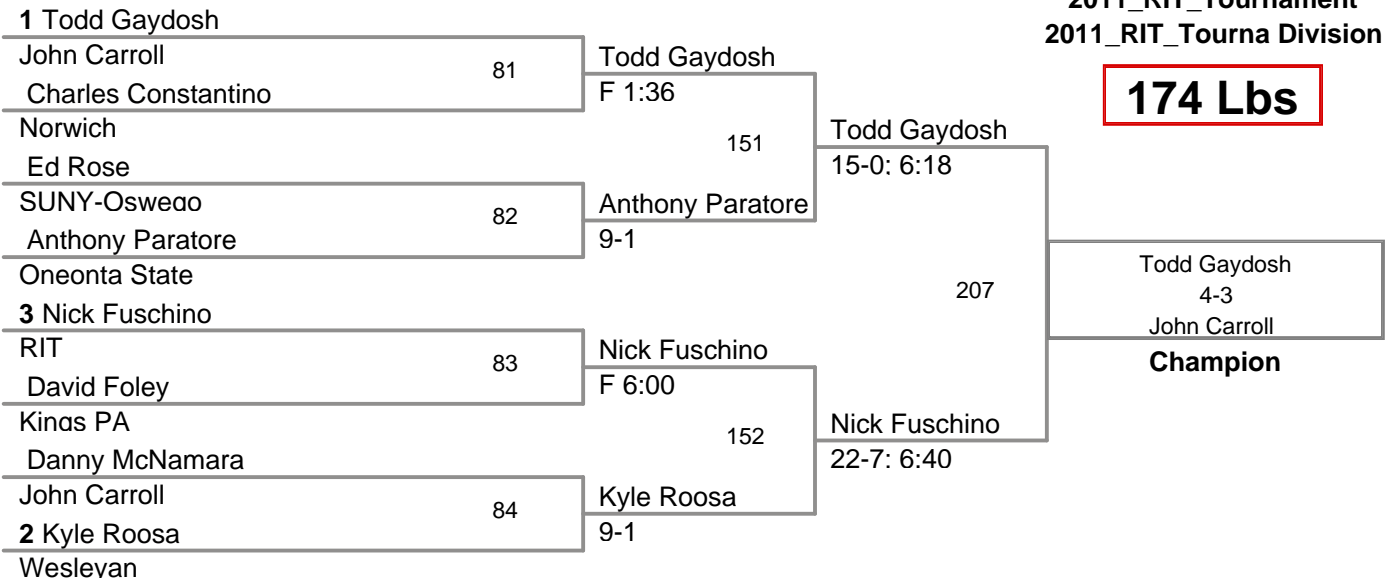 2011_RIT_Tournament
2011_RIT_Tourna Division
174 Lbs
1 Todd Gaydosh
John Carroll
81
Charles Constantino
Norwich
Ed Rose
SUNY-Oswego
82
Anthony Paratore
Oneonta State
3 Nick Fuschino
RIT
83
David Foley
Kings PA
Danny McNamara
John Carroll
84
2 Kyle Roosa
Wesleyan
Todd Gaydosh
F 1:36
151
Anthony Paratore
9-1
Nick Fuschino
F 6:00
152
Kyle Roosa
9-1
Todd Gaydosh
15-0; 6:18
207
Nick Fuschino
22-7; 6:40
Todd Gaydosh
4-3
John Carroll
Champion